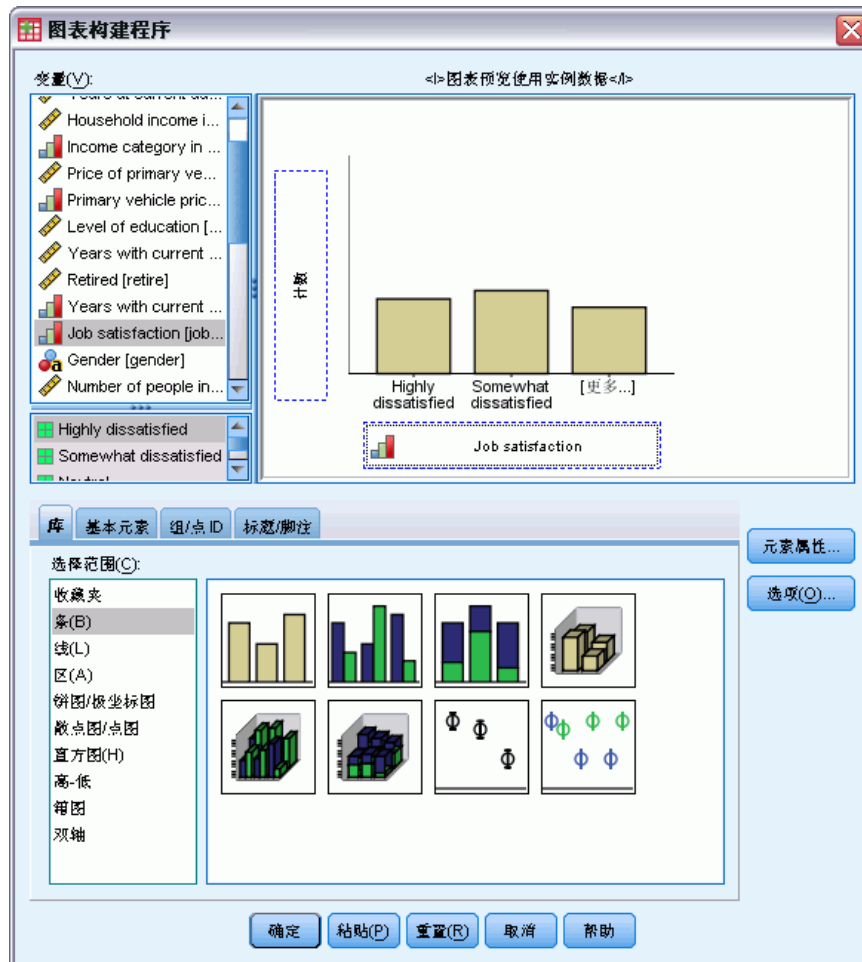 图表构建程序
变量(V):
<I>图表预览使用实例数据</I>
Household income i...
Income category in ...
Price of primary ve...
Primary vehicle pric...
Level of education [...
Years with current ...
Retired [retire]
Years with current ...
Job satisfaction [job...
Gender [gender]
Number of people in...
Highly dissatisfied
Somewhat dissatisfied
计数
Highly dissatisfied
Somewhat dissatisfied
[更多...]
Job satisfaction
库
基本元素
组/点 ID
标题/脚注
选择范围(C):
收藏夹
条(B)
线(L)
区(A)
饼图/极坐标图
散点图/点图
直方图(H)
高-低
箱图
双轴
元素属性...
选项(O)...
确定
粘贴(P)
重置(R)
取消
帮助